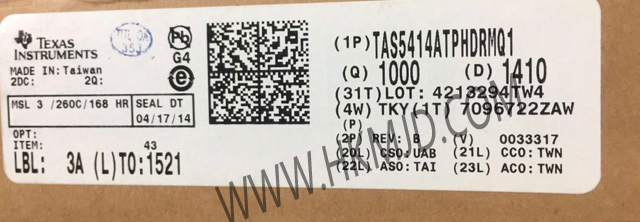 TEXAS
INSTRUMENTS
Pb
G4
MADE IN: Taiwan
2DC: 2Q:
e
MSL 3 /260C/168 HR SEAL DT
04/17/14
OPT:
ITEM: 43
LBL: 3A (L)TO:1521
(1P) TAS5414ATPHDRMQ1
(Q) 1000 (D) 1410
(31T)LOT: 4213294TW4
(4W) TKY(1T) 7096722ZAW
(P)
(2P) REV: B (V) 0033317
(20L) CSO:UAB (21L) CCO:TWN
(22L) ASO:TAI (23L) ACO:TWN
WWW.HKMJD.COM